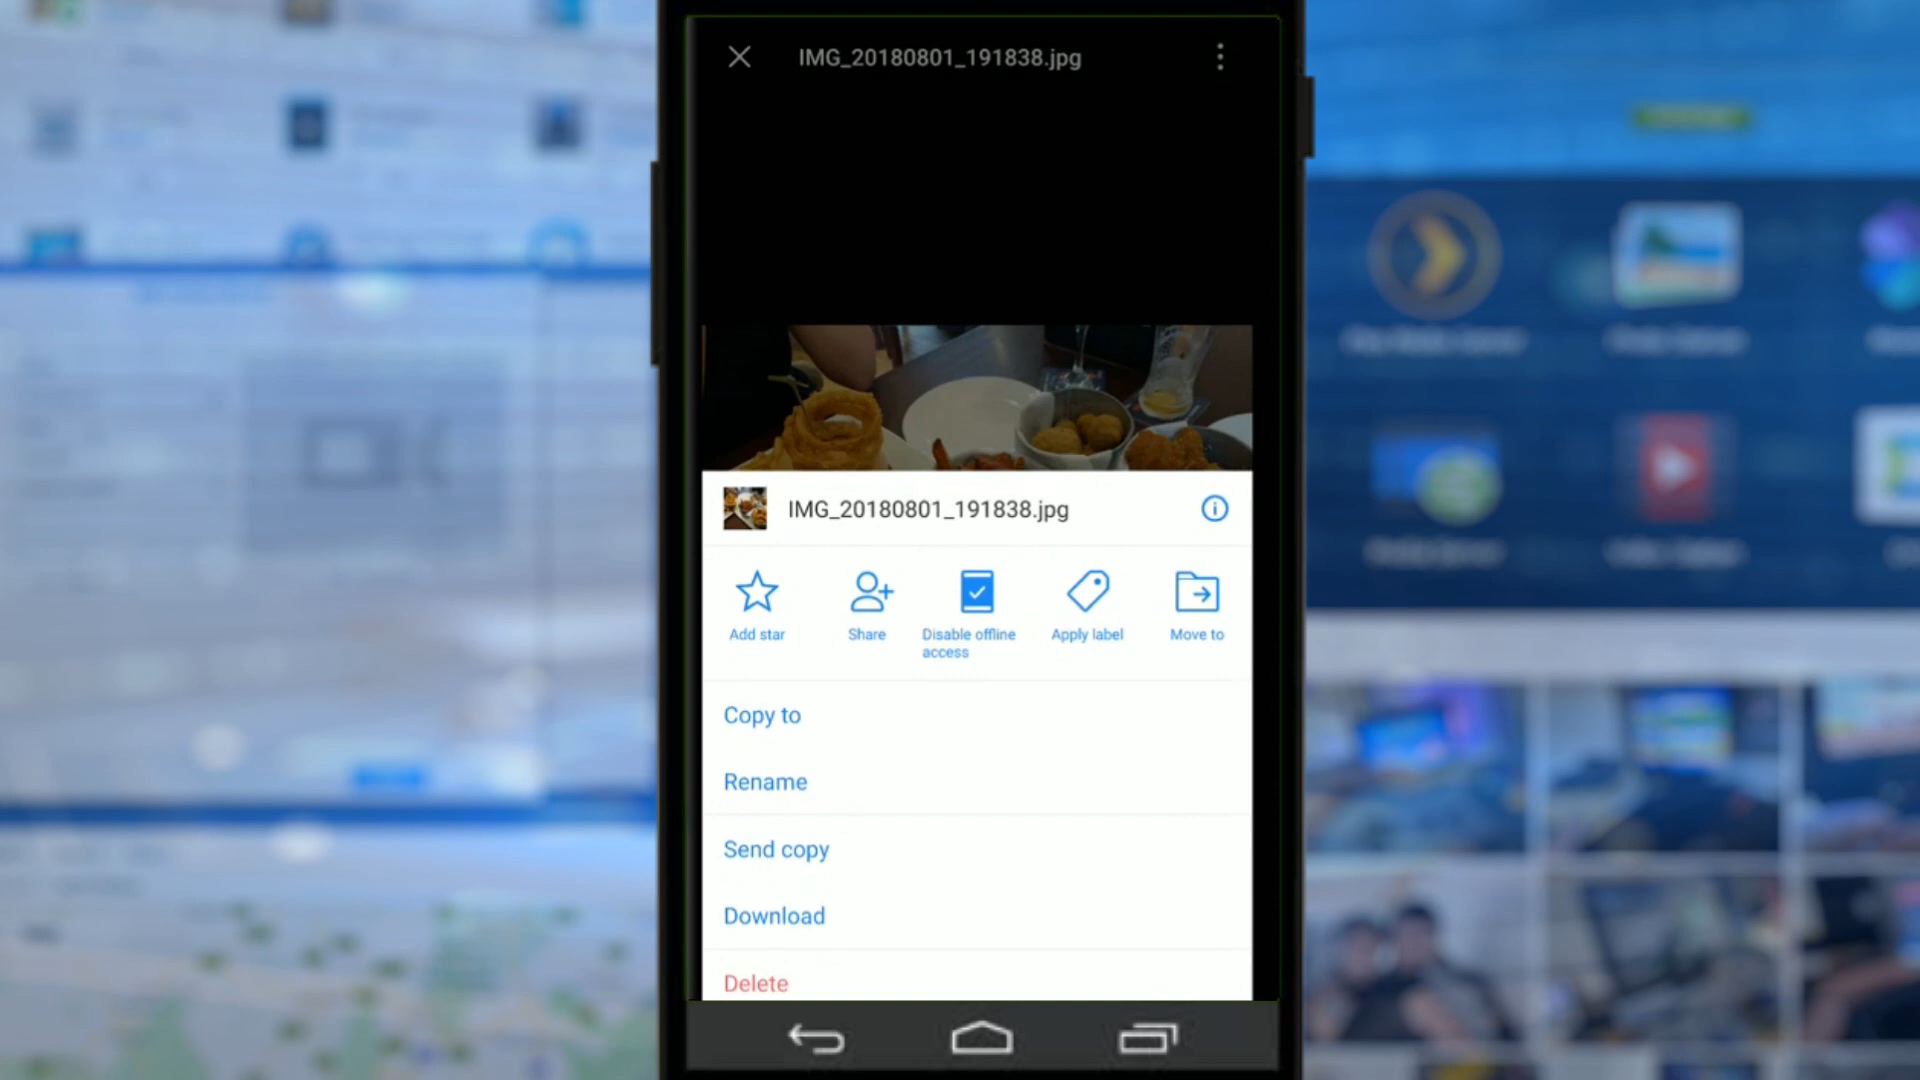 IMG_20180801_191838.jpg
IMG_20180801_191838.jpg
Add star
Share
Disable offline
access
Apply label
Move to
Copy to
Rename
Send copy
Download
Delete